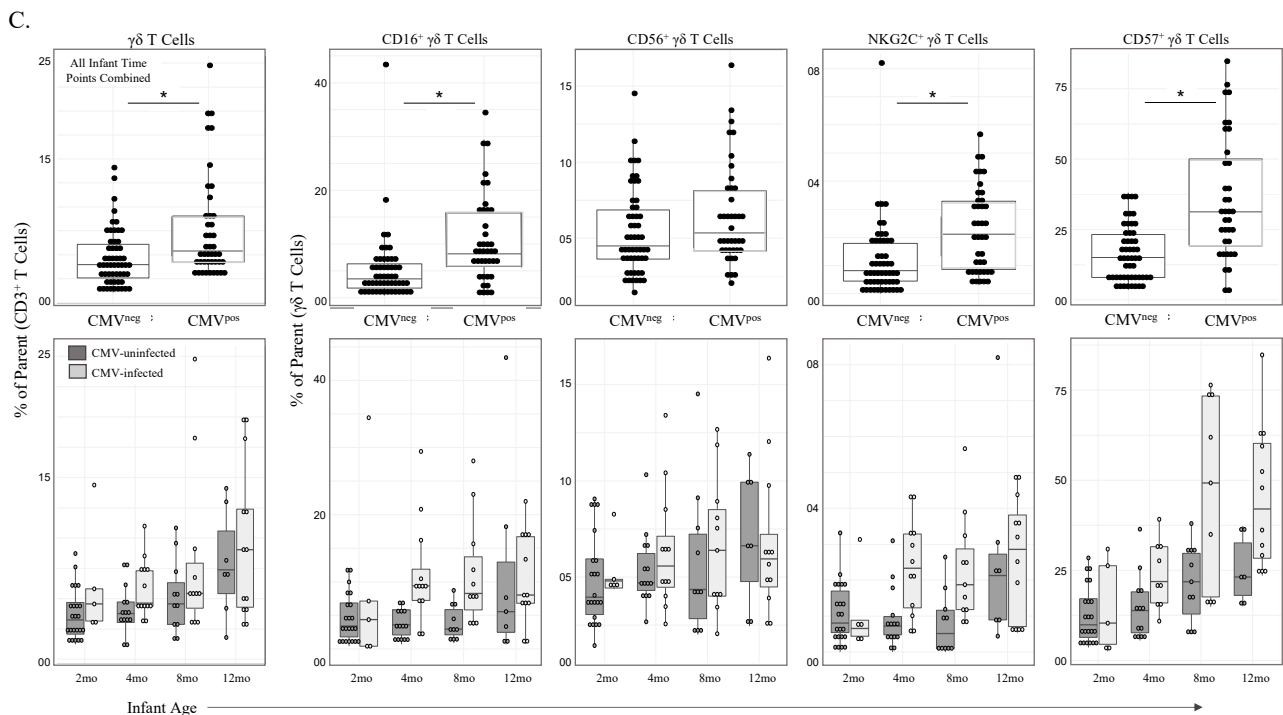 C.
γδ T Cells
CD16⁺ γδ T Cells
CD56⁺ γδ T Cells
NKG2C⁺ γδ T Cells
CD57⁺ γδ T Cells
% of Parent (CD3⁺ T Cells)
% of Parent (γδ T Cells)
All Infant Time
Points Combined
*
25
15
00
*
40
20
00
15
10
05
00
*
08
04
00
*
75
50
25
00
CMVneg : CMVpos
CMVneg : CMVpos
CMVneg : CMVpos
CMVneg : CMVpos
CMVneg : CMVpos
CMV-uninfected
CMV-infected
25
15
00
40
20
00
15
10
05
00
08
04
00
75
50
25
00
2mo 4mo 8mo 12mo
2mo 4mo 8mo 12mo
2mo 4mo 8mo 12mo
2mo 4mo 8mo 12mo
2mo 4mo 8mo 12mo
Infant Age